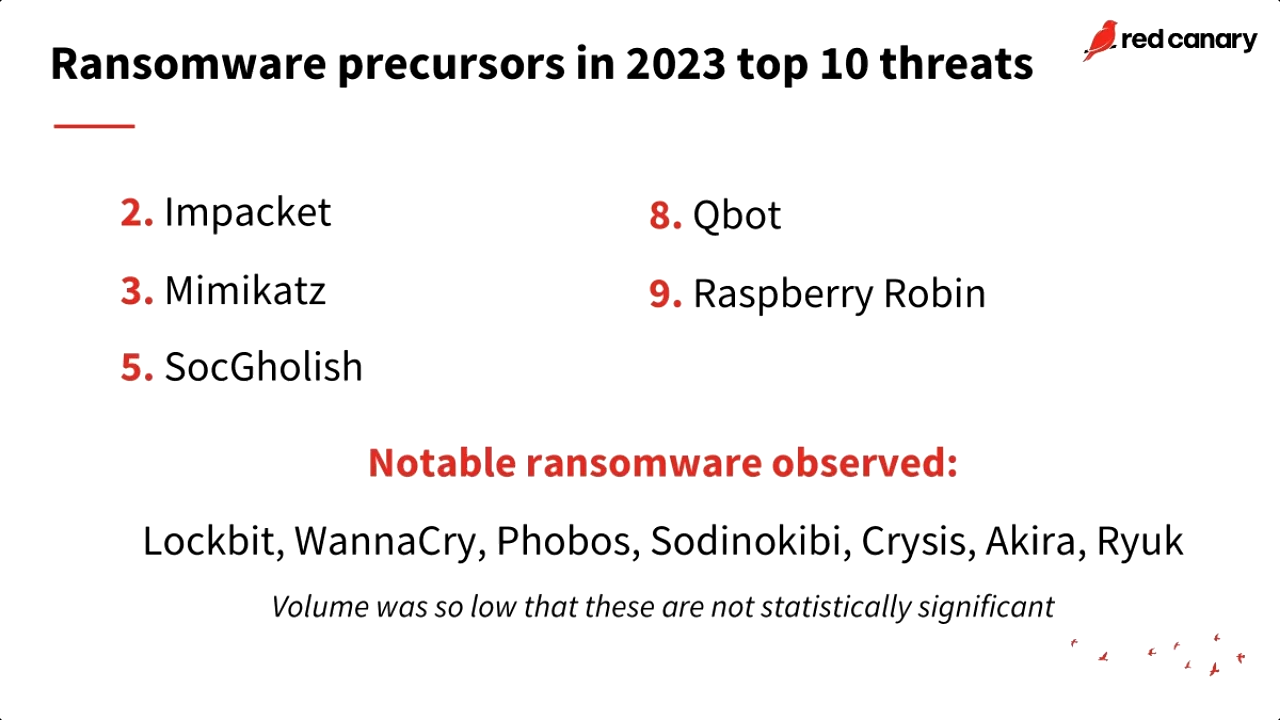 Ransomware precursors in 2023 top 10 threats
red canary
2. Impacket
3. Mimikatz
5. SocGholish
8. Qbot
9. Raspberry Robin
Notable ransomware observed:
Lockbit, WannaCry, Phobos, Sodinokibi, Crysis, Akira, Ryuk
Volume was so low that these are not statistically significant